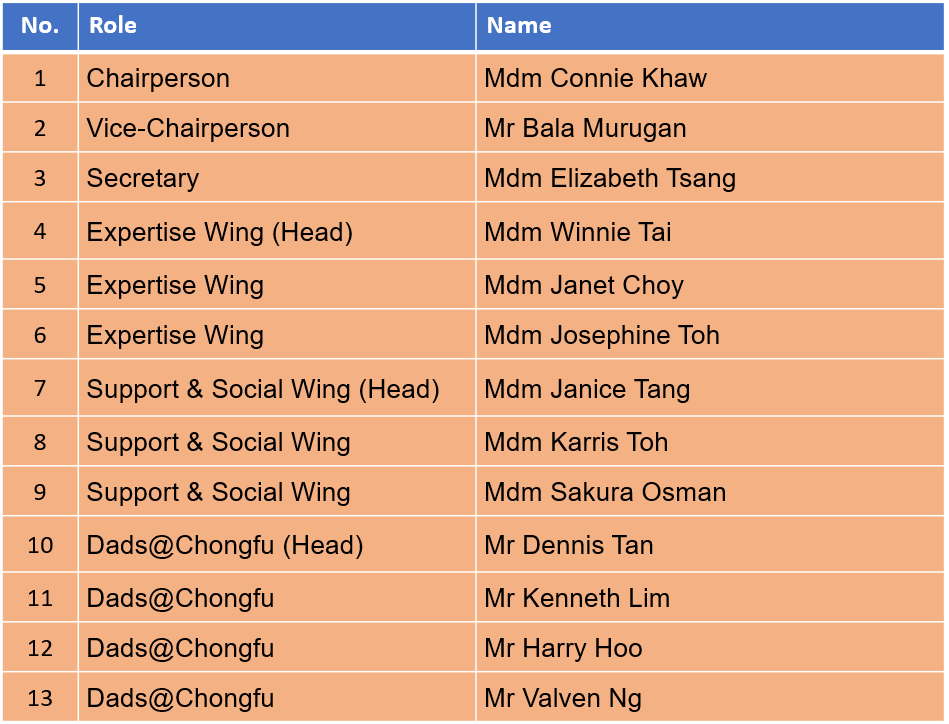 No. Role Name
1 Chairperson Mdm Connie Khaw
2 Vice-Chairperson Mr Bala Murugan
3 Secretary Mdm Elizabeth Tsang
4 Expertise Wing (Head) Mdm Winnie Tai
5 Expertise Wing Mdm Janet Choy
6 Expertise Wing Mdm Josephine Toh
7 Support & Social Wing (Head) Mdm Janice Tang
8 Support & Social Wing Mdm Karris Toh
9 Support & Social Wing Mdm Sakura Osman
10 Dads@Chongfu (Head) Mr Dennis Tan
11 Dads@Chongfu Mr Kenneth Lim
12 Dads@Chongfu Mr Harry Hoo
13 Dads@Chongfu Mr Valven Ng